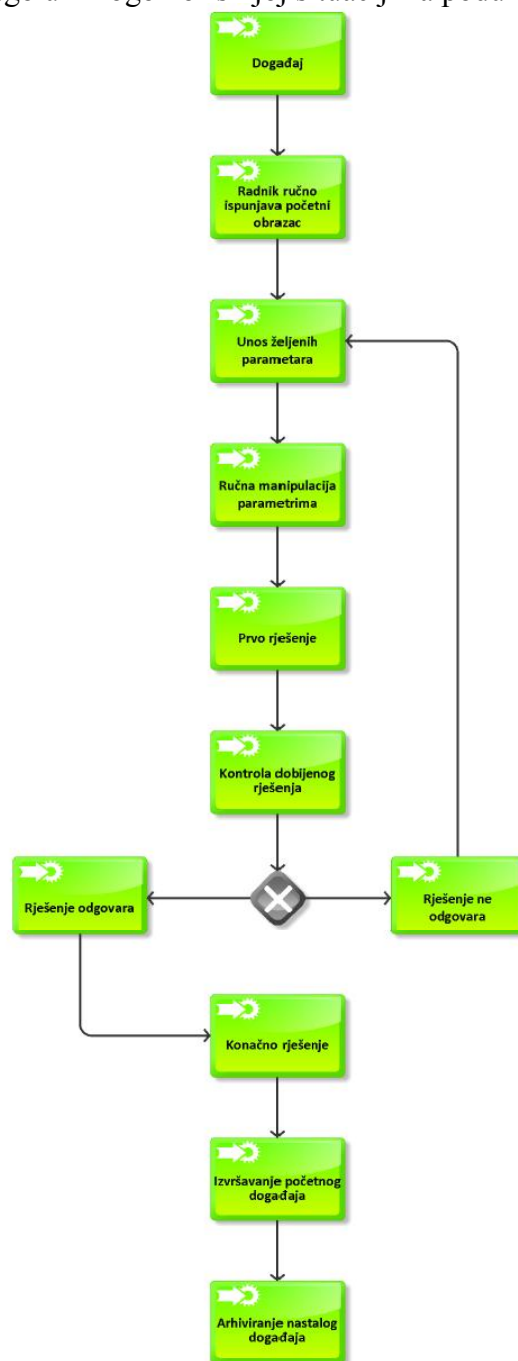 Događaj
Radnik ručno
ispunjava početni
obrazac
Unos željenih
parametara
Ručna manipulacija
parametrima
Prvo rješenje
Kontrola dobijenog
rješenja
Rješenje odgovara
Rješenje ne
odgovara
Konačno rješenje
Izvršavanje početnog
događaja
Arhiviranje nastalog
događaja